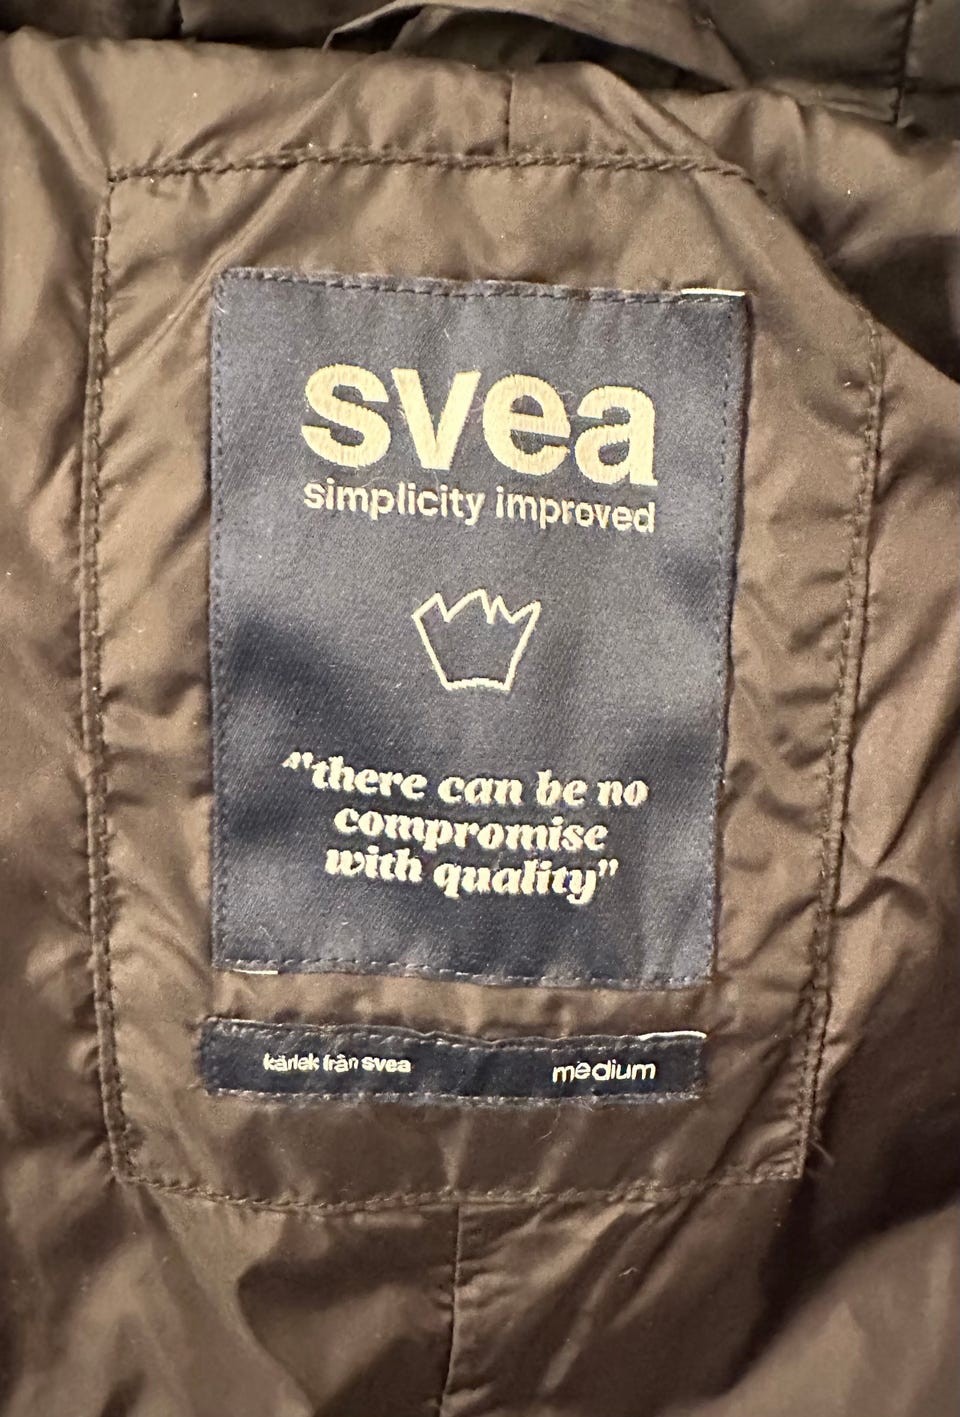 svea
simplicity improved
"there can be no
compromise
with quality”
kärlek från svea
medium